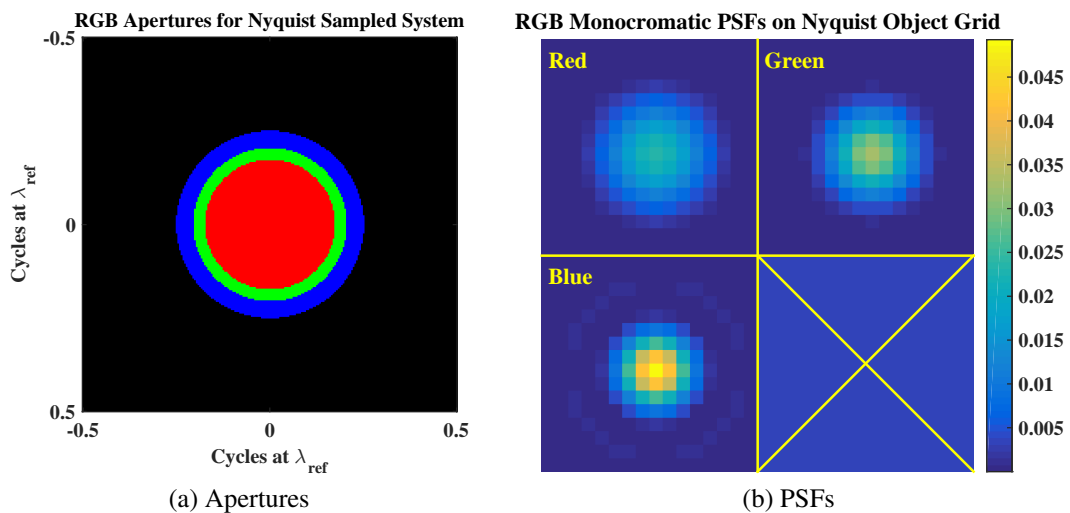 RGB Apertures for Nyquist Sampled System
-0.5
0
0.5
-0.5
0
0.5
Cycles at λref
Cycles at λref
(a) Apertures
RGB Monocromatic PSFs on Nyquist Object Grid
Red
Green
Blue
0.045
0.04
0.035
0.03
0.025
0.02
0.015
0.01
0.005
(b) PSFs